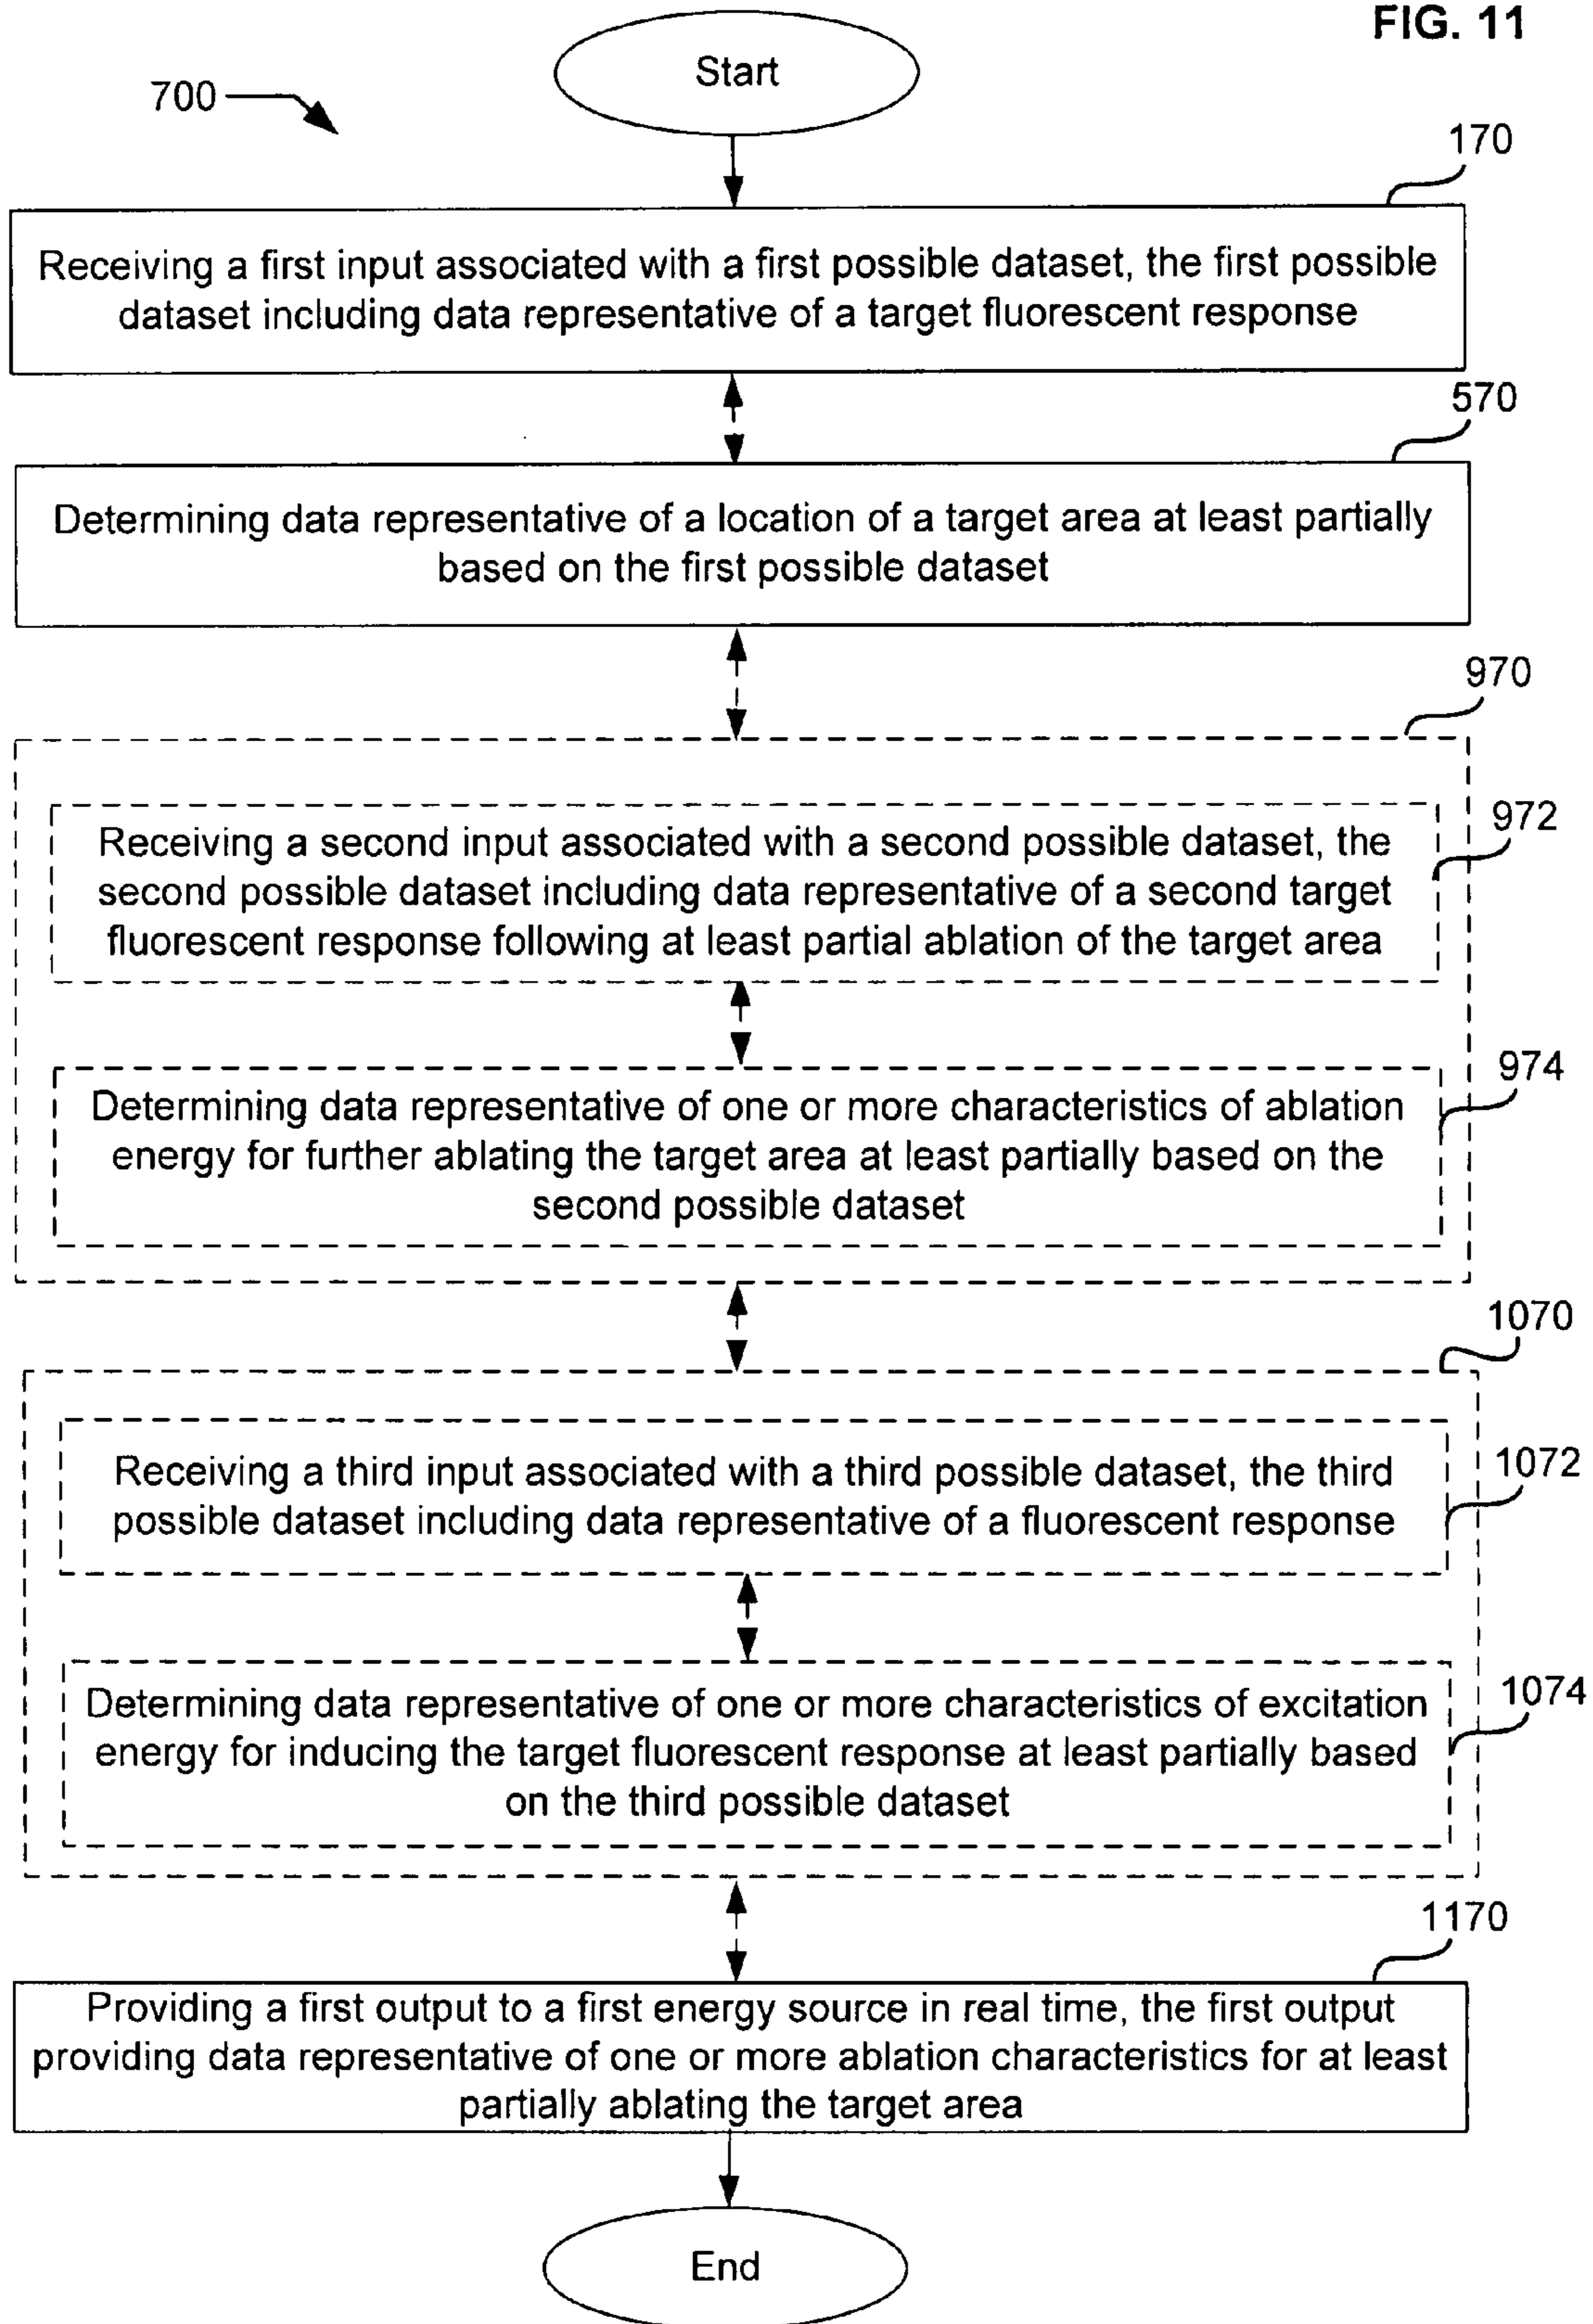 FIG. 11
Start
700
170
Receiving a first input associated with a first possible dataset, the first possible
dataset including data representative of a target fluorescent response
570
Determining data representative of a location of a target area at least partially
based on the first possible dataset
970
972
Receiving a second input associated with a second possible dataset, the
second possible dataset including data representative of a second target
fluorescent response following at least partial ablation of the target area
974
Determining data representative of one or more characteristics of ablation
energy for further ablating the target area at least partially based on the
second possible dataset
1070
1072
Receiving a third input associated with a third possible dataset, the third
possible dataset including data representative of a fluorescent response
1074
Determining data representative of one or more characteristics of excitation
energy for inducing the target fluorescent response at least partially based
on the third possible dataset
1170
Providing a first output to a first energy source in real time, the first output
providing data representative of one or more ablation characteristics for at least
partially ablating the target area
End